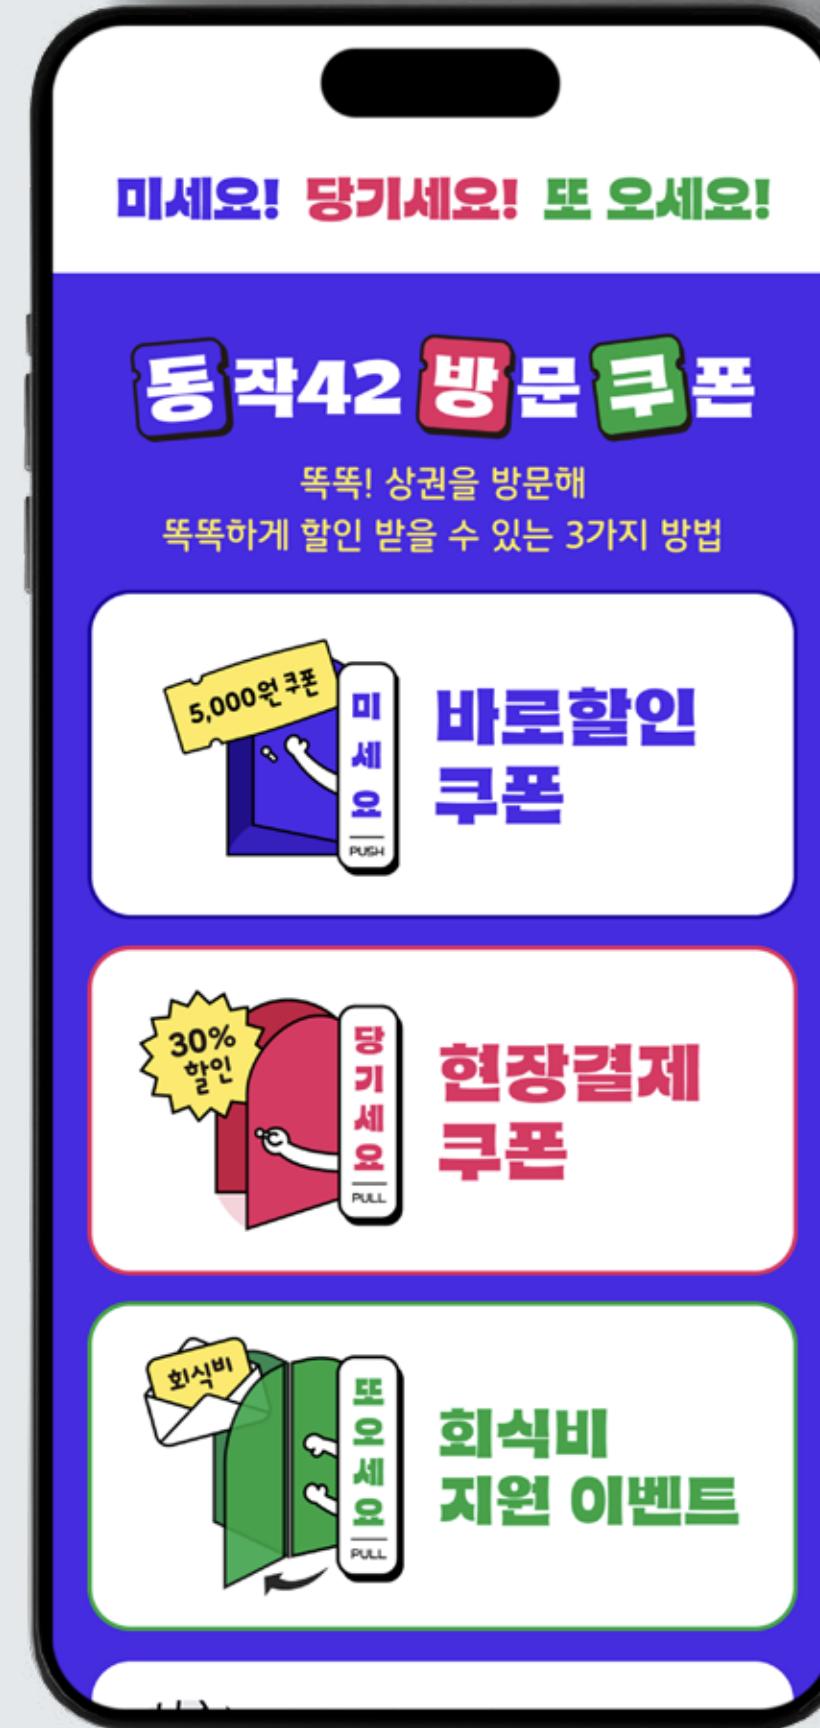 미세요! 당기세요! 또 오세요!
동작42 방문 쿠폰
똑똑! 상권을 방문해
똑똑하게 할인 받을 수 있는 3가지 방법
5,000원 쿠폰
미세요
PUSH
바로할인
쿠폰
30%
할인
당기세요
PULL
현장결제
쿠폰
회식비
또오세요
PULL
회식비
지원 이벤트